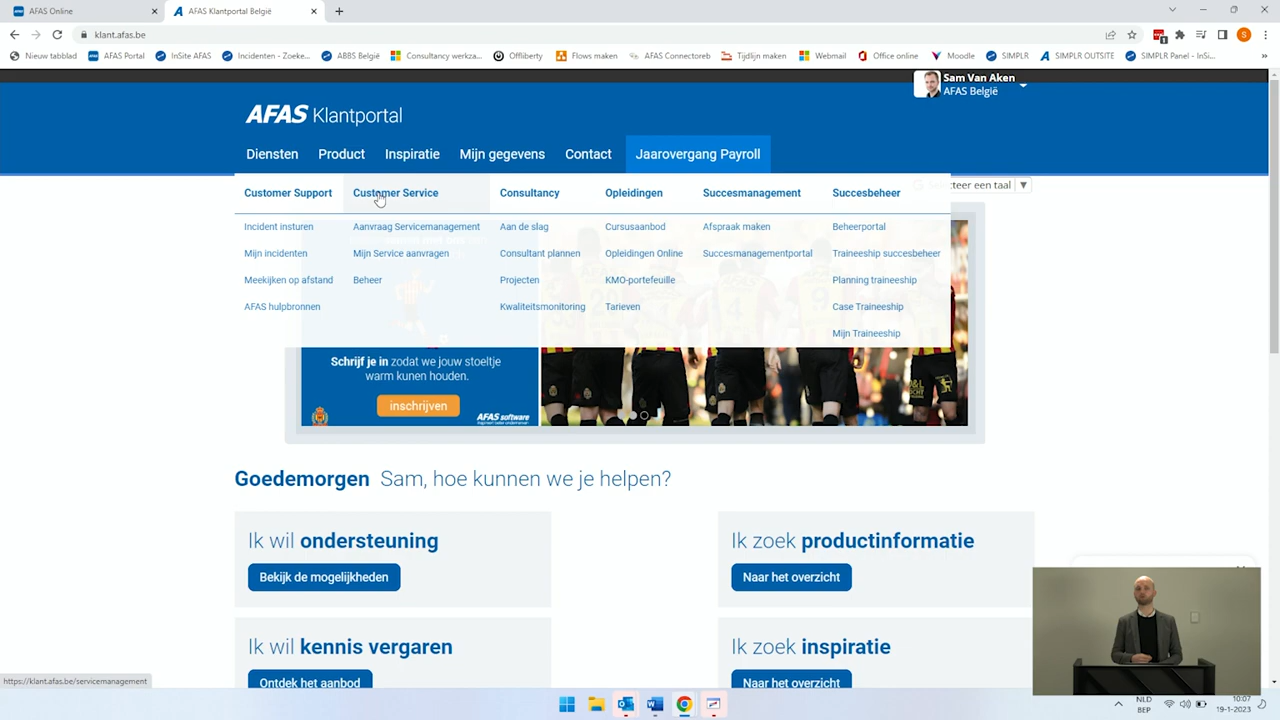 AFAS Online
AFAS Klantportal België
klant.afas.be
Nieuw tabblad
AFAS Portal
InSite AFAS
Incidenten - Zoeke...
ABBS België
Consultancy werkza...
Offliberty
Flows maken
AFAS Connectoreb
Tijdlijn maken
Webmail
Office online
Moodle
SIMPLR
SIMPLR OUTSITE
SIMPLR Panel - InSi...
Sam Van Aken
AFAS België
AFAS Klantportal
Diensten Product Inspiratie Mijn gegevens Contact Jaarovergang Payroll
Customer Support Customer Service Consultancy Opleidingen Succesmanagement Succesbeheer
een taal
Incident insturen Aanvraag Servicemanagement Aan de slag Cursusaanbod Afspraak maken Beheerportal
Mijn incidenten Mijn Service aanvragen Consultant plannen Opleidingen Online Succesmanagementportal Traineeship succesbeheer
Meekijken op afstand Beheer Projecten KMO-portefeuille Planning traineeship
AFAS hulpbronnen Kwaliteitsmonitoring Tarieven Case Traineeship
Mijn Traineeship
Schrijf je in zodat we jouw stoeltje
warm kunen houden.
inschrijven
AFAS software
Goedemorgen Sam, hoe kunnen we je helpen?
Ik wil ondersteuning
Bekijk de mogelijkheden
Ik zoek productinformatie
Naar het overzicht
Ik wil kennis vergaren
Ontdek het aanbod
Ik zoek inspiratie
Naar het overzicht
https://klant.afas.be/servicemanagement
NLD
BEP
10:07
19-1-2023